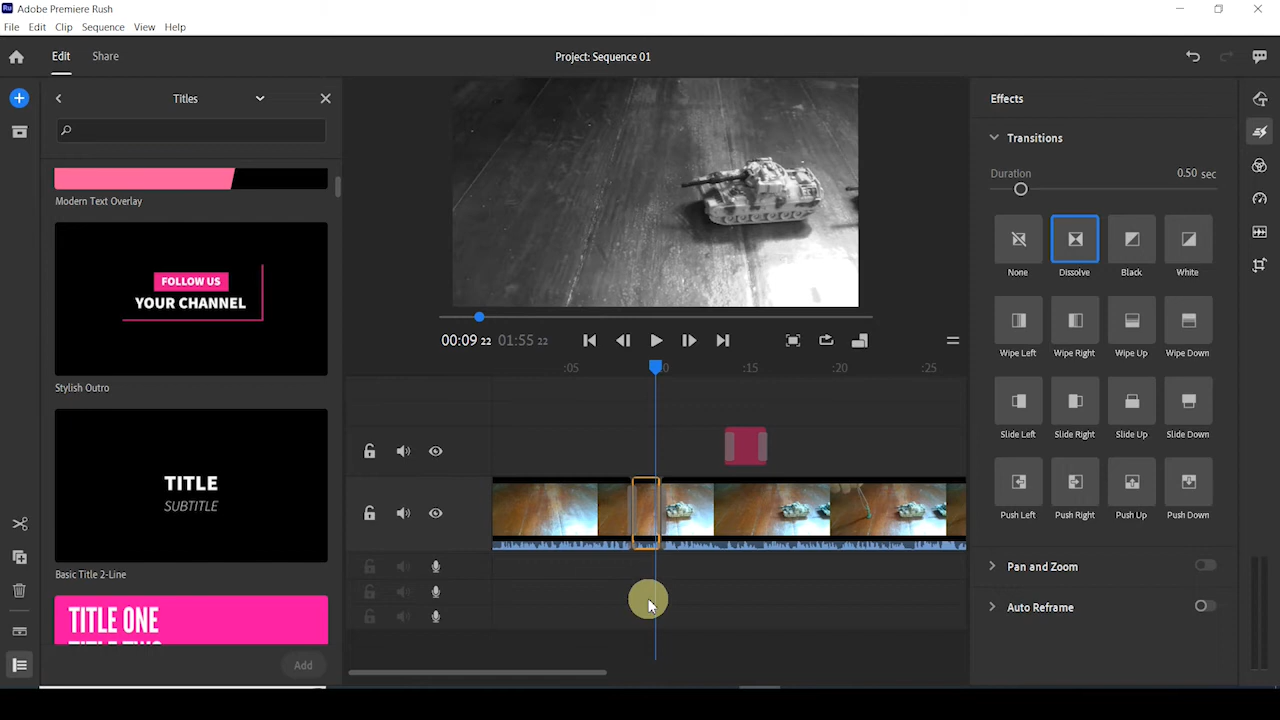 Ru Adobe Premiere Rush
File Edit Clip Sequence View Help
Edit Share Project: Sequence 01
Titles
Modern Text Overlay
FOLLOW US
YOUR CHANNEL
Stylish Outro
TITLE
SUBTITLE
Basic Title 2-Line
TITLE ONE
Add
00:09 22 01:55 22
:05 :15 :20 :25
Effects
Transitions
Duration 0.50 sec
None Dissolve Black White
Wipe Left Wipe Right Wipe Up Wipe Down
Slide Left Slide Right Slide Up Slide Down
Push Left Push Right Push Up Push Down
Pan and Zoom
Auto Reframe